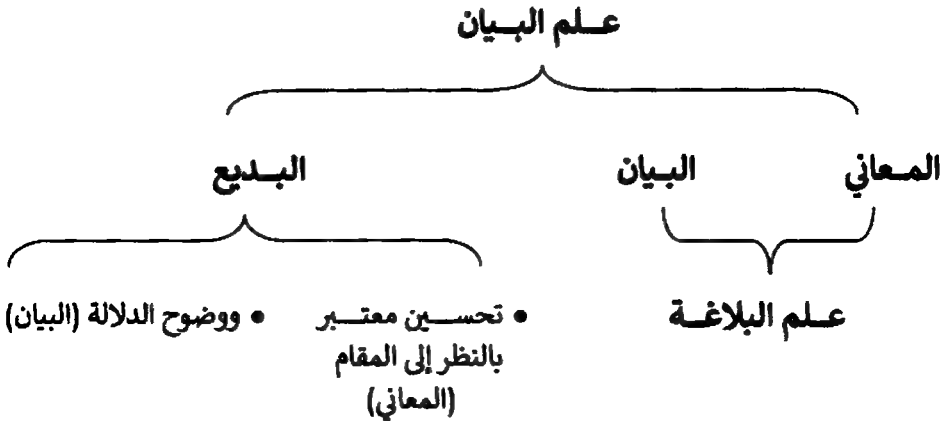 علم البيان
المعاني البيان البديع
علم البلاغة
• تحسين معتبر
بالنظر إلى المقام
(المعاني)
• ووضوح الدلالة (البيان)